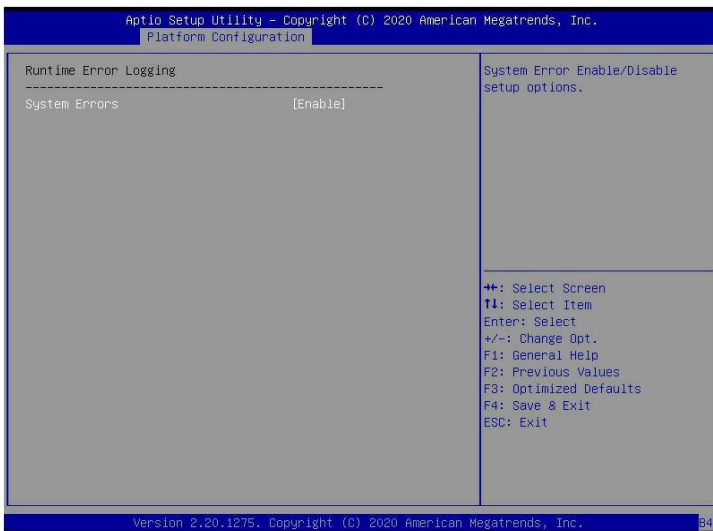 Aptio Setup Utility – Copyright (C) 2020 American Megatrends, Inc.
Platform Configuration
Runtime Error Logging
--------------------------------------------------
System Errors [Enable]
System Error Enable/Disable
setup options.
→←: Select Screen
↑↓: Select Item
Enter: Select
+/-: Change Opt.
F1: General Help
F2: Previous Values
F3: Optimized Defaults
F4: Save & Exit
ESC: Exit
Version 2.20.1275. Copyright (C) 2020 American Megatrends, Inc.
B4